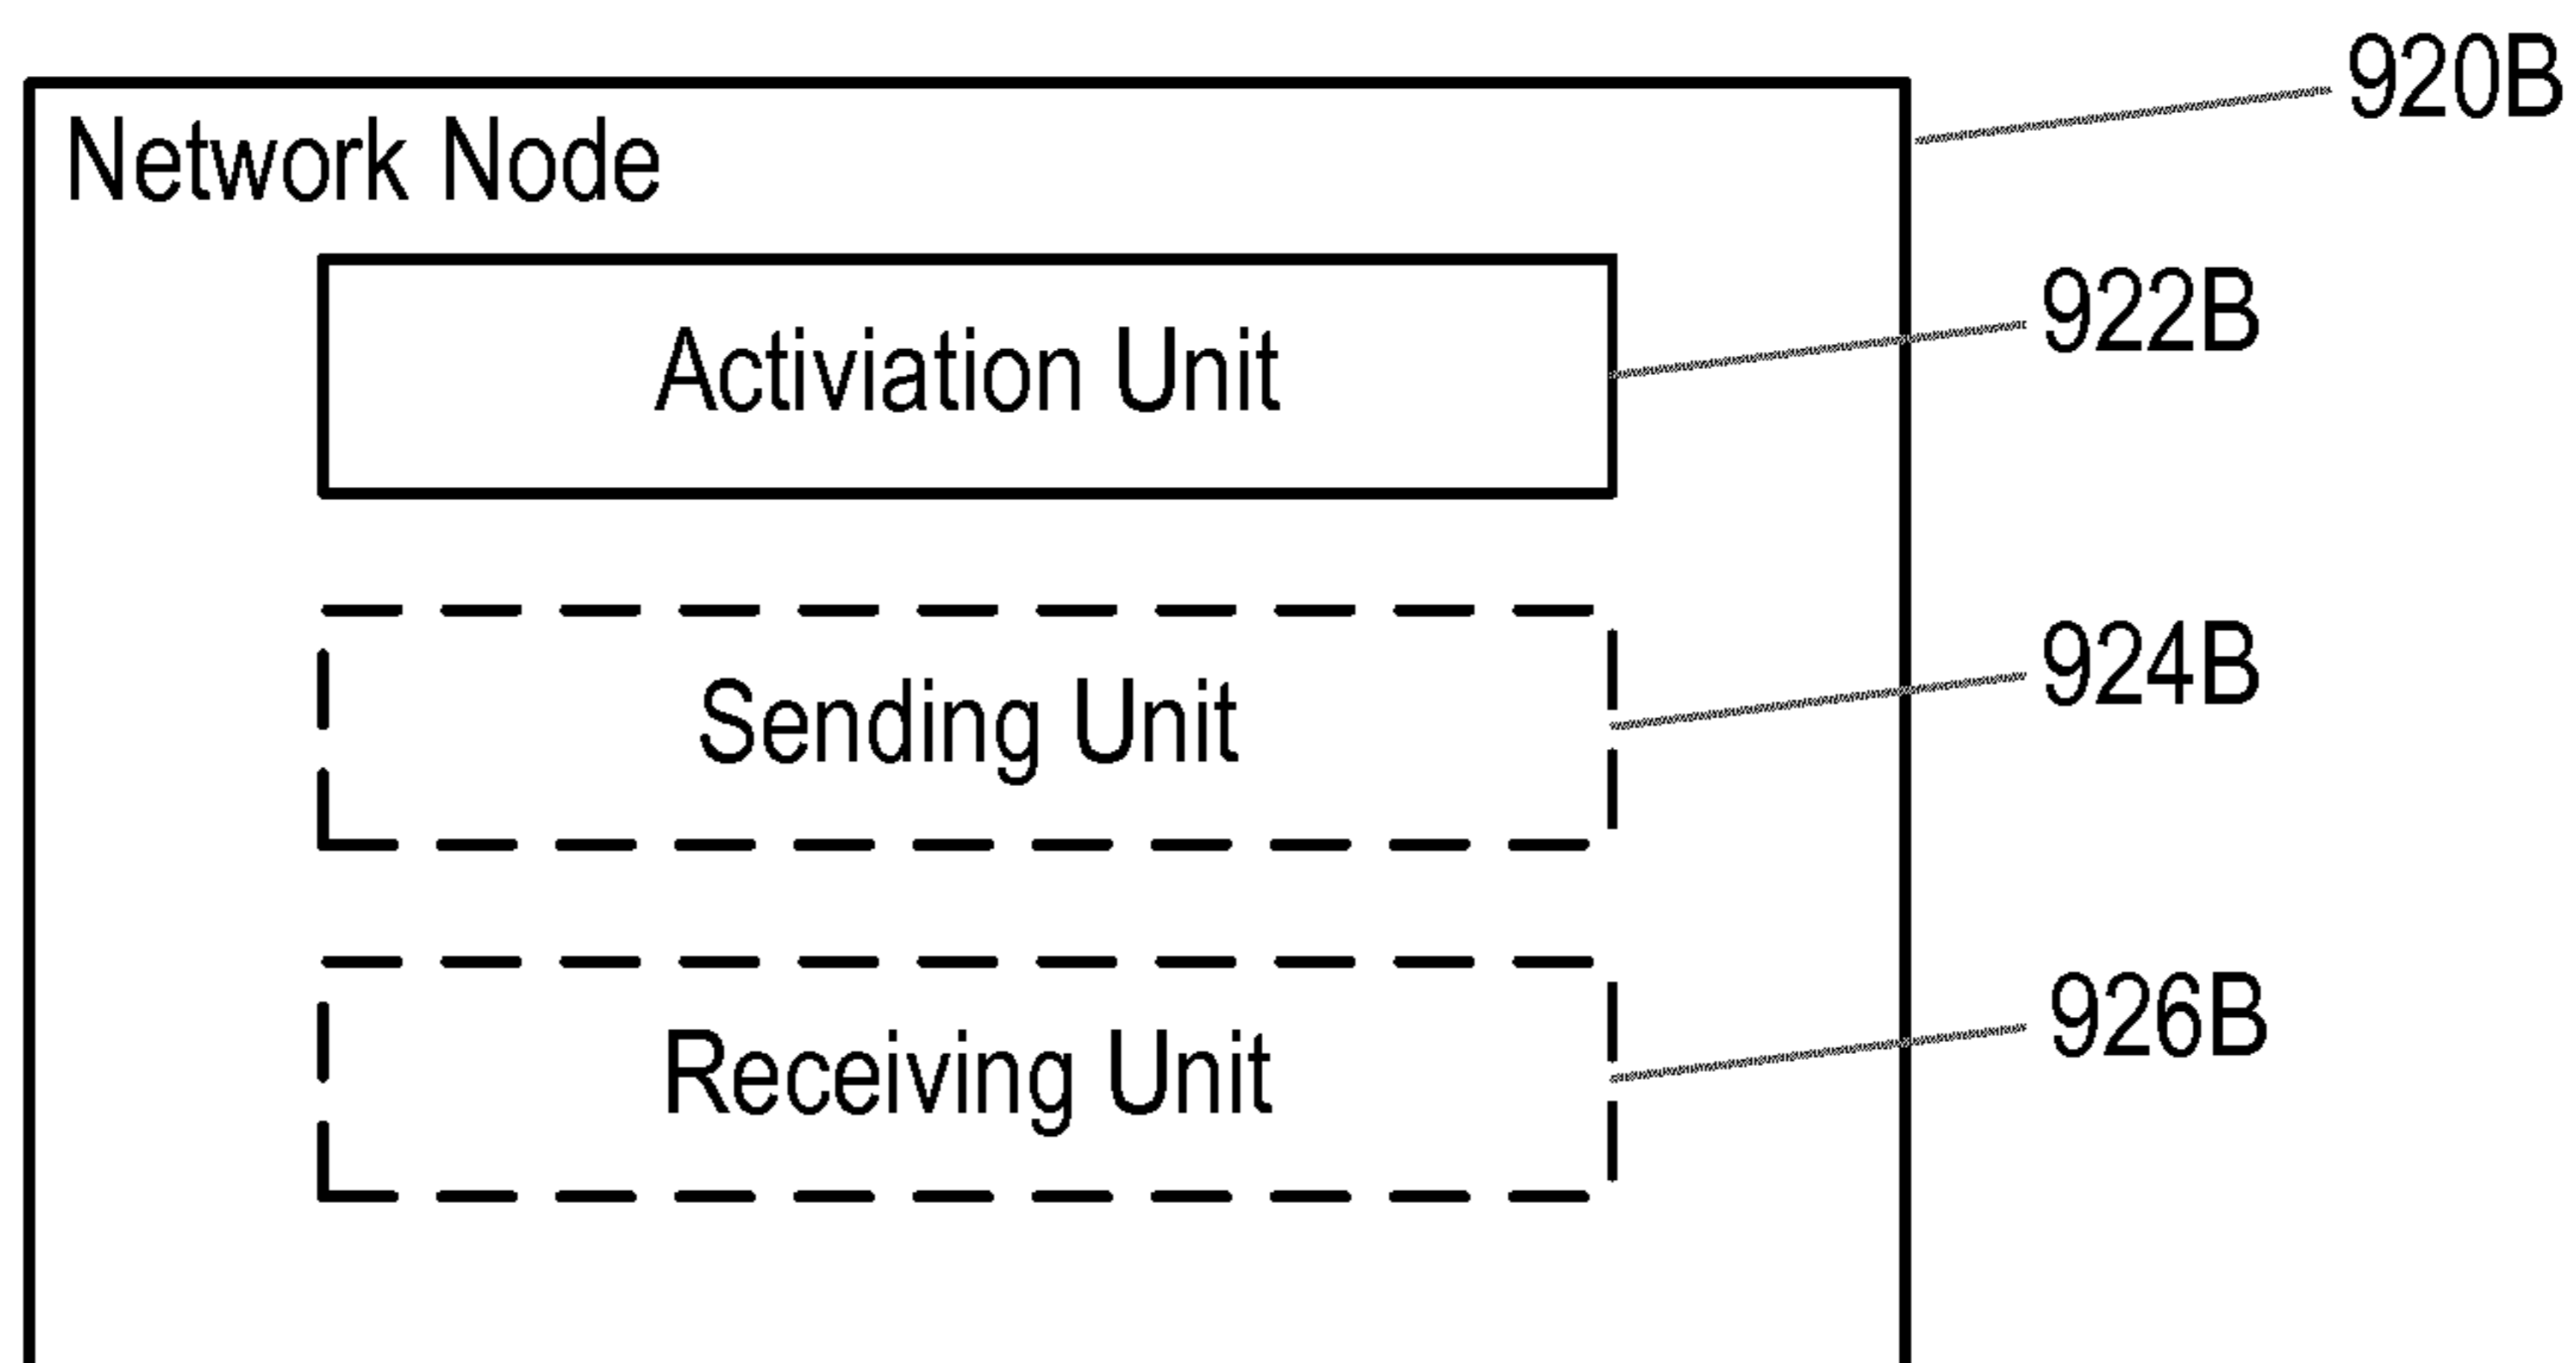 920B
Network Node
922B
Activiation Unit
924B
Sending Unit
926B
Receiving Unit